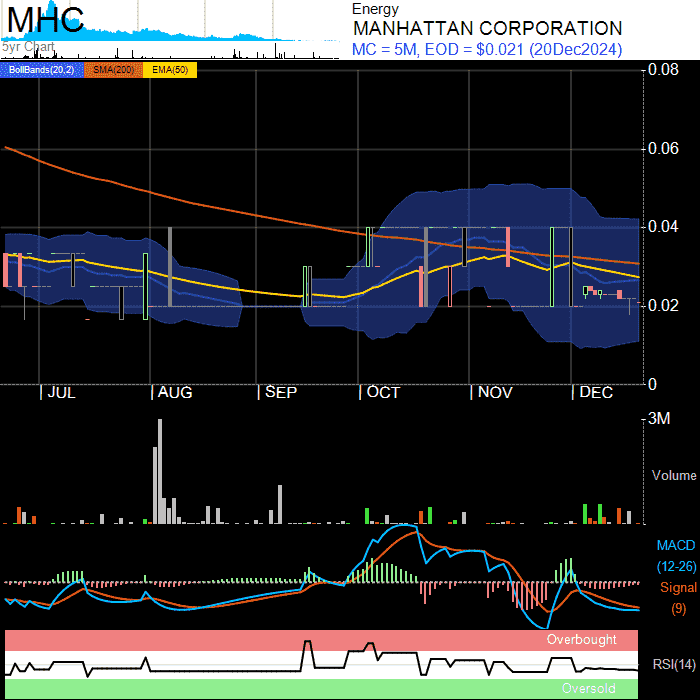 MHC
5yr Chart
Energy
MANHATTAN CORPORATION
MC = 5M, EOD = $0.021 (20Dec2024)
BollBands(20,2) SMA(200) EMA(50)
0.08
0.06
0.04
0.02
0
JUL AUG SEP OCT NOV DEC
3M
Volume
MACD
(12-26)
Signal
(9)
Overbought
RSI(14)
Oversold